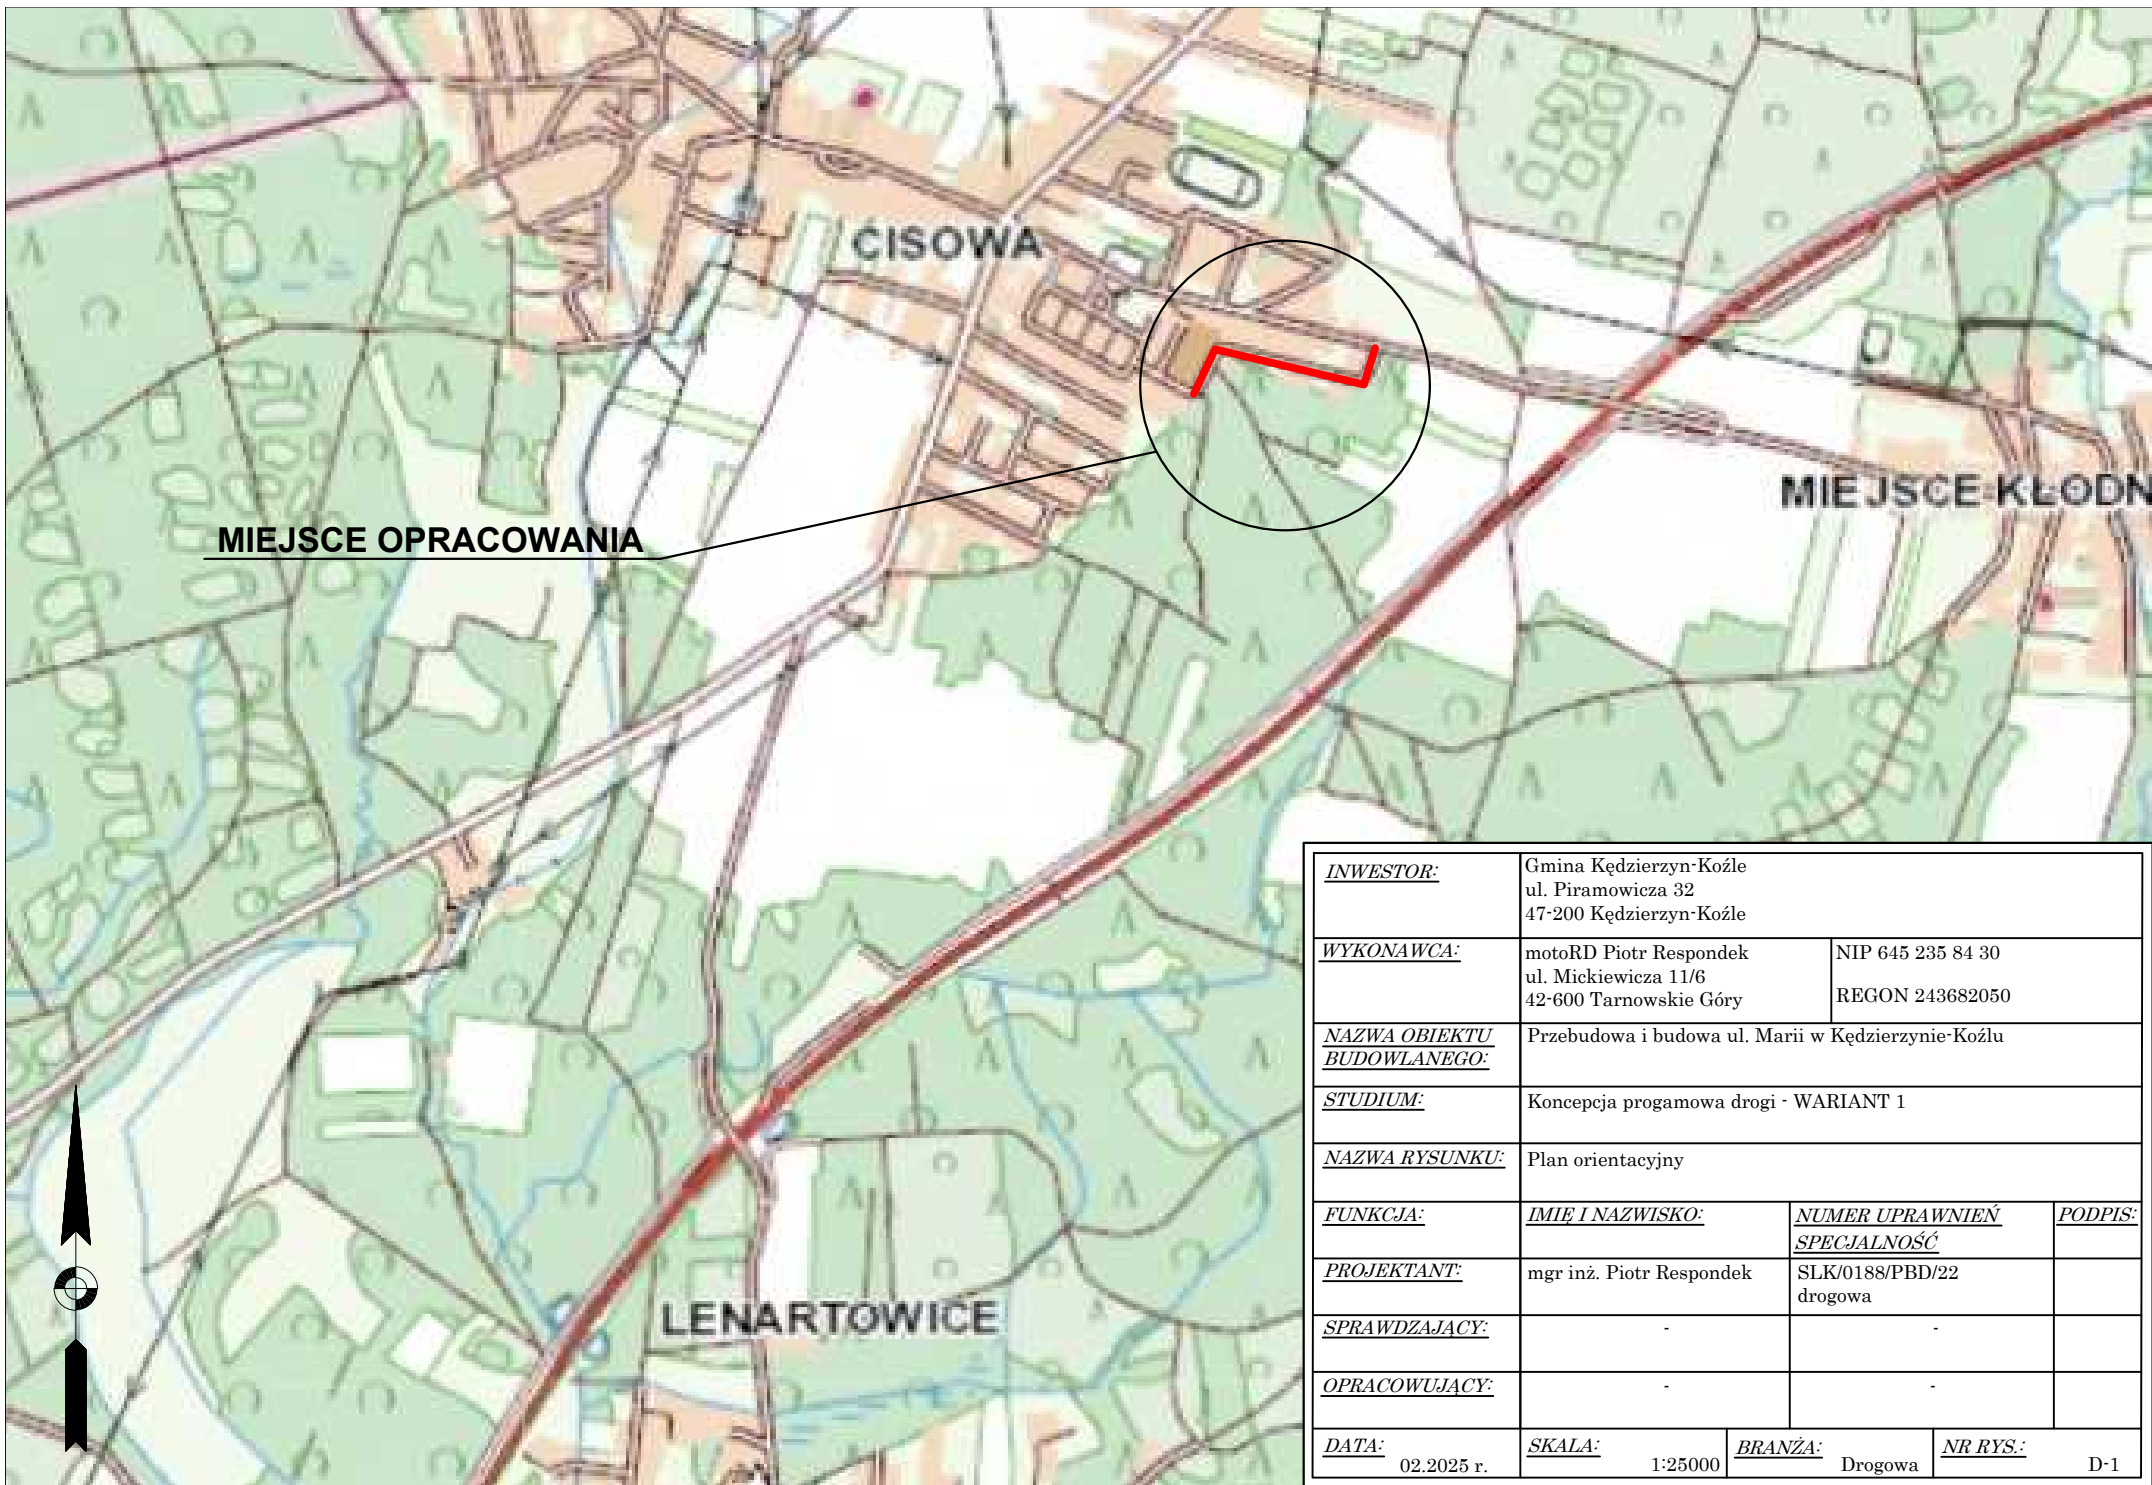 CISOWA
MIEJSCE KŁODN
MIEJSCE OPRACOWANIA
LENARTOWICE
INWESTOR:
Gmina Kędzierzyn-Koźle
ul. Piramowicza 32
47-200 Kędzierzyn-Koźle
WYKONAWCA:
motoRD Piotr Respondek
ul. Mickiewicza 11/6
42-600 Tarnowskie Góry
NIP 645 235 84 30
REGON 243682050
NAZWA OBIEKTU
BUDOWLANEGO:
Przebudowa i budowa ul. Marii w Kędzierzynie-Koźlu
STUDIUM:
Koncepcja progamowa drogi - WARIANT 1
NAZWA RYSUNKU:
Plan orientacyjny
FUNKCJA:
IMIĘ I NAZWISKO:
NUMER UPRAWNIEŃ
SPECJALNOŚĆ
PODPIS:
PROJEKTANT:
mgr inż. Piotr Respondek
SLK/0188/PBD/22
drogowa
SPRAWDZAJĄCY:
-
-
OPRACOWUJĄCY:
-
-
DATA:
02.2025 r.
SKALA:
1:25000
BRANŻA:
Drogowa
NR RYS.:
D-1